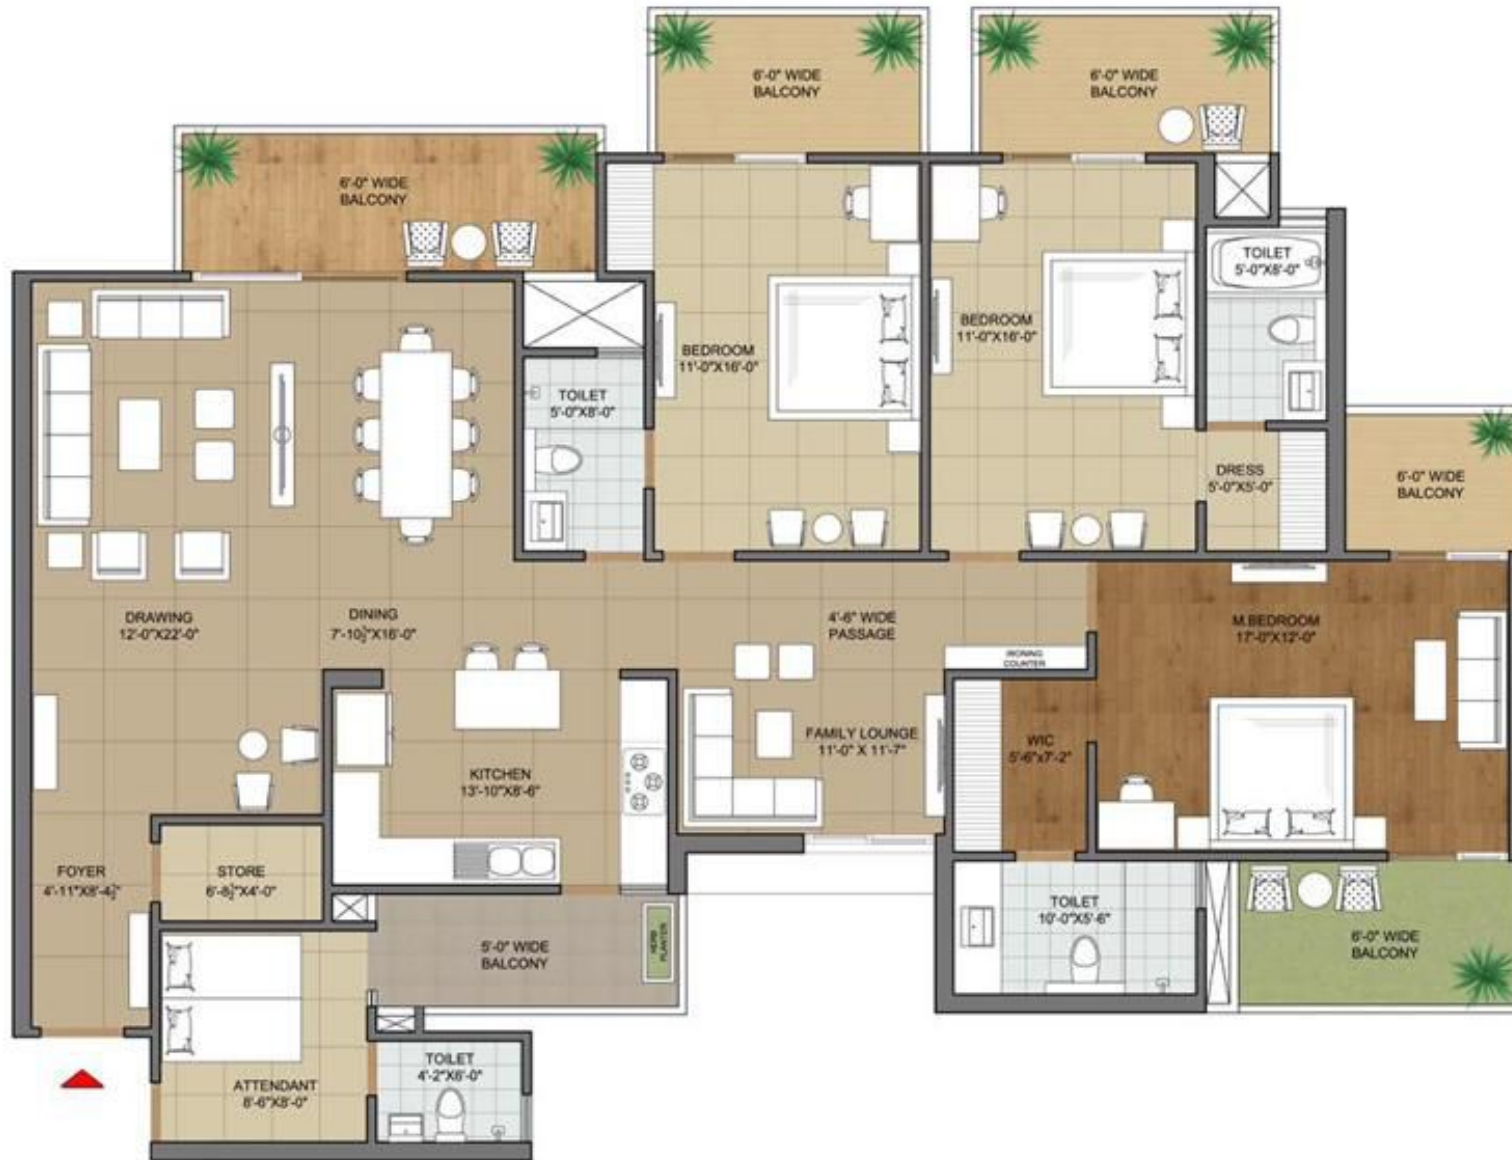 6'-0" WIDE
BALCONY
6'-0" WIDE
BALCONY
6'-0" WIDE
BALCONY
TOILET
5'-0"X8'-0"
BEDROOM
11'-0"X16'-0"
BEDROOM
11'-0"X16'-0"
TOILET
5'-0"X8'-0"
DRESS
5'-0"X5'-0"
6'-0" WIDE
BALCONY
DRAWING
12'-0"X22'-0"
DINING
7'-10½"X16'-0"
4'-6" WIDE
PASSAGE
M.BEDROOM
17'-0"X12'-0"
IRONING
COUNTER
FAMILY LOUNGE
11'-0" X 11'-7"
WIC
5'-6"x7'-2"
KITCHEN
13'-10"X8'-6"
FOYER
4'-11"X8'-4½"
STORE
6'-8½"X4'-0"
TOILET
10'-0"X5'-6"
5'-0" WIDE
BALCONY
HERB
PLANTER
6'-0" WIDE
BALCONY
TOILET
4'-2"X6'-0"
ATTENDANT
8'-6"X8'-0"